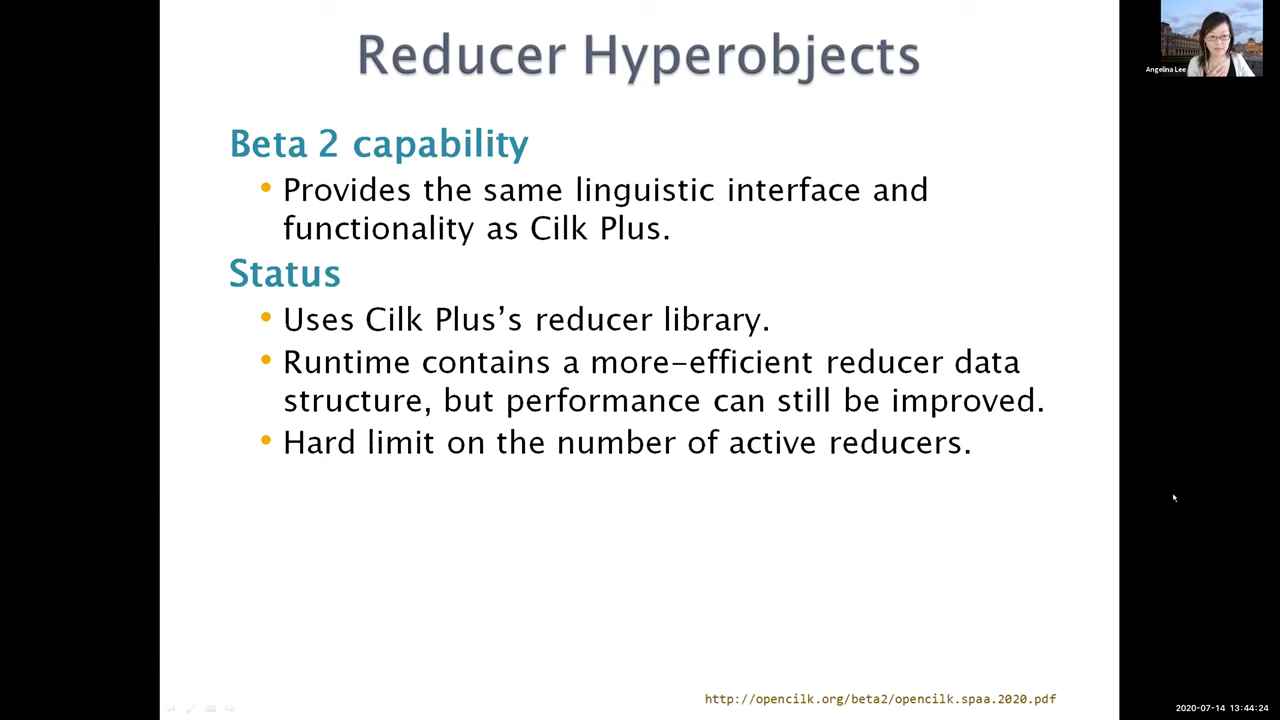 Reducer Hyperobjects
Angelina Lee
Beta 2 capability
• Provides the same linguistic interface and
functionality as Cilk Plus.
Status
• Uses Cilk Plus’s reducer library.
• Runtime contains a more-efficient reducer data
structure, but performance can still be improved.
• Hard limit on the number of active reducers.
http://opencilk.org/beta2/opencilk.spaa.2020.pdf
2020-07-14 13:44:24